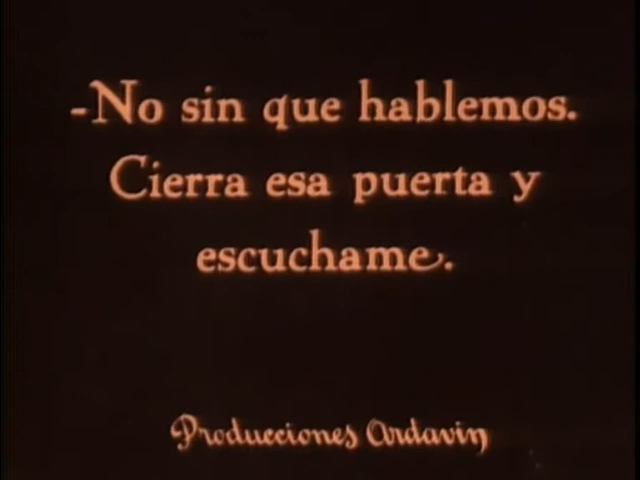 -No sin que hablemos.
Cierra esa puerta y
escuchame.
Producciones Ardavin